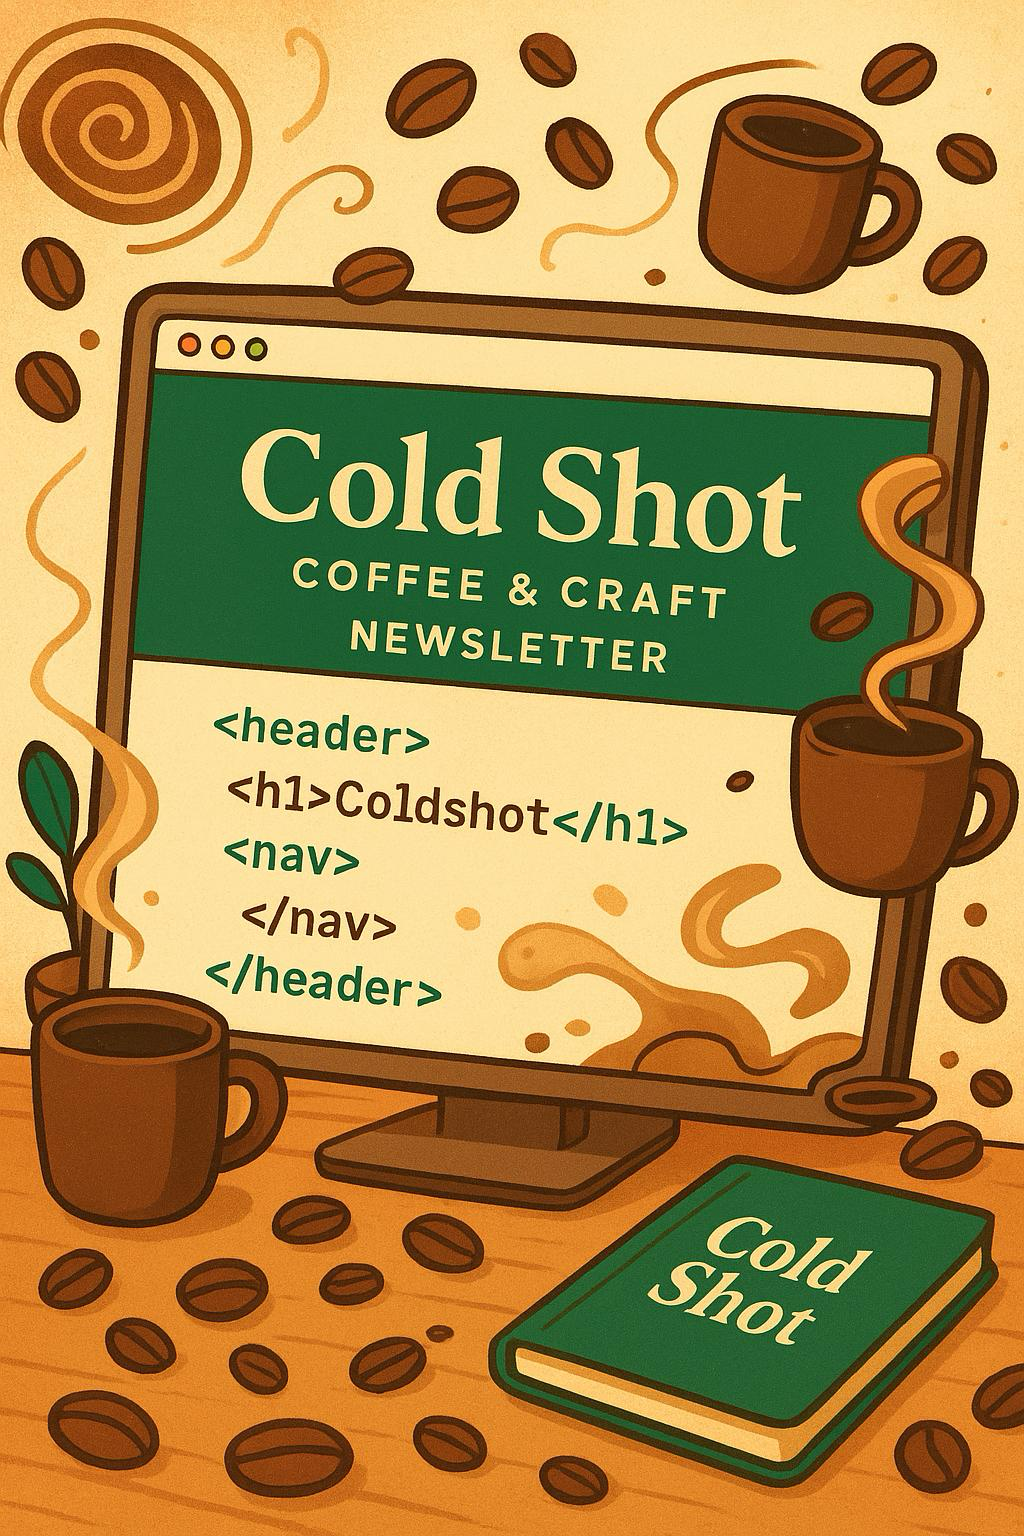 Cold Shot
COFFEE & CRAFT
NEWSLETTER
<header>
<h1>Coldshot</h1>
<nav>
</nav>
</header>
Cold
Shot